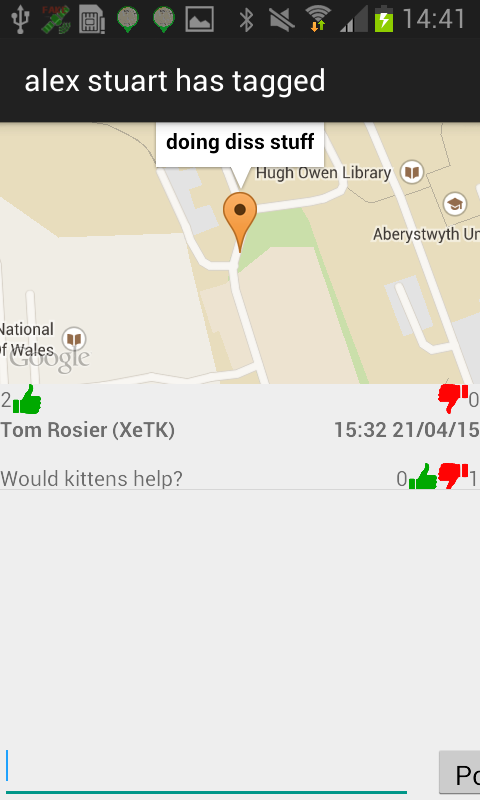 14:41
alex stuart has tagged
doing diss stuff
Hugh Owen Library
Aberystwyth Un
National
of Wales
Google
2 0
Tom Rosier (XeTK) 15:32 21/04/15
Would kittens help? 0 1
Po